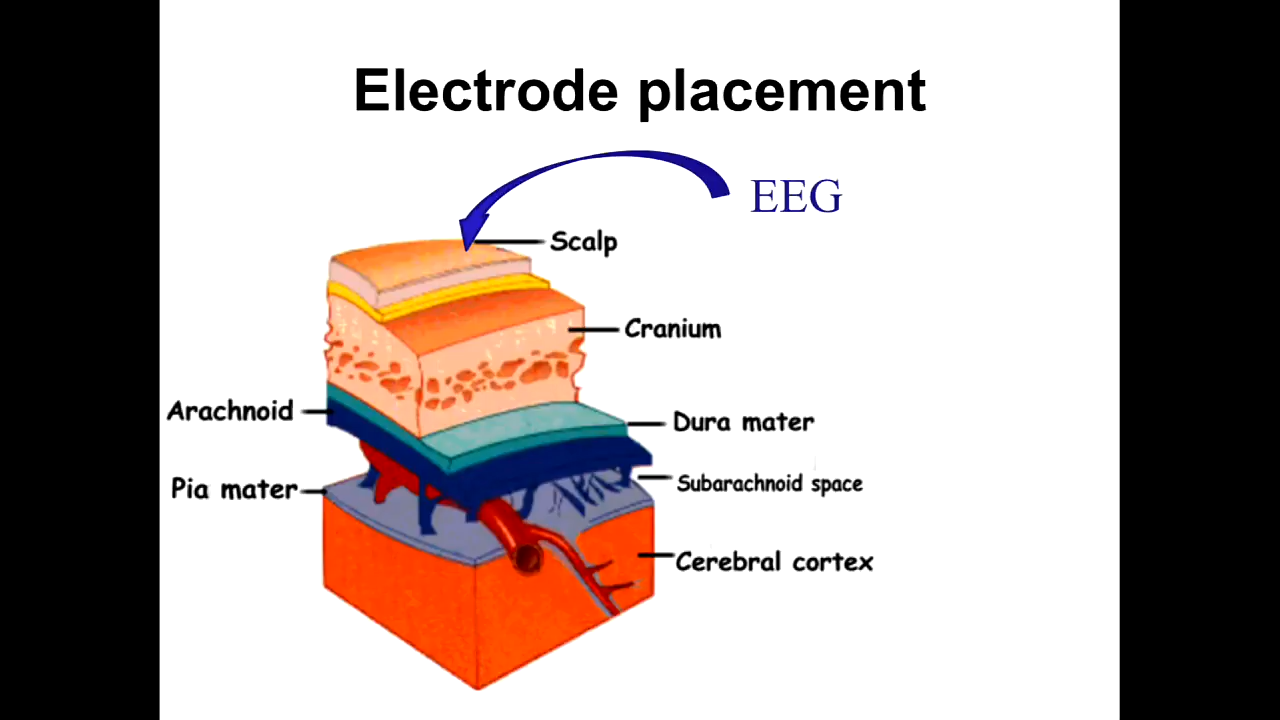 Electrode placement
EEG
Scalp
Cranium
Arachnoid
Dura mater
Subarachnoid space
Pia mater
Cerebral cortex